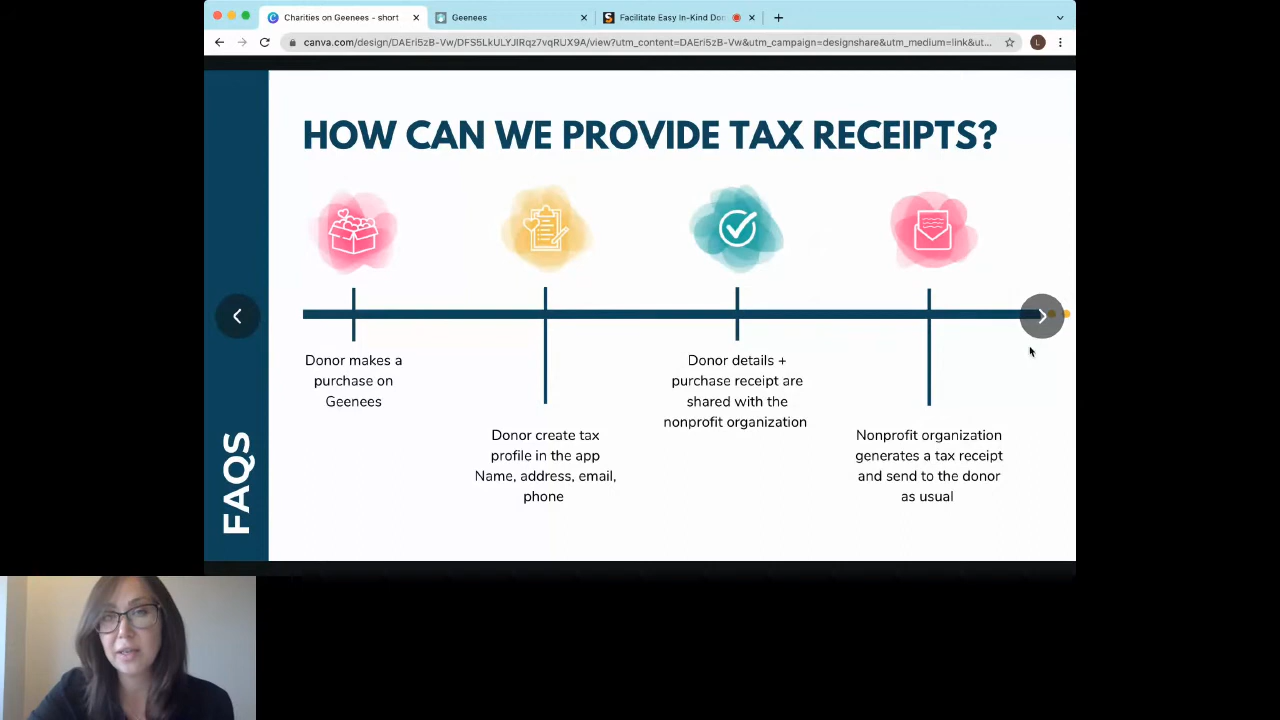 Charities on Geenees - short
Geenees
Facilitate Easy In-Kind Don
canva.com/design/DAEri5zB-Vw/DFS5LkULYJIRqz7vqRUX9A/view?utm_content=DAEri5zB-Vw&utm_campaign=designshare&utm_medium=link&ut...
L
HOW CAN WE PROVIDE TAX RECEIPTS?
Donor makes a
purchase on
Geenees
Donor create tax
profile in the app
Name, address, email,
phone
Donor details +
purchase receipt are
shared with the
nonprofit organization
Nonprofit organization
generates a tax receipt
and send to the donor
as usual
FAQS